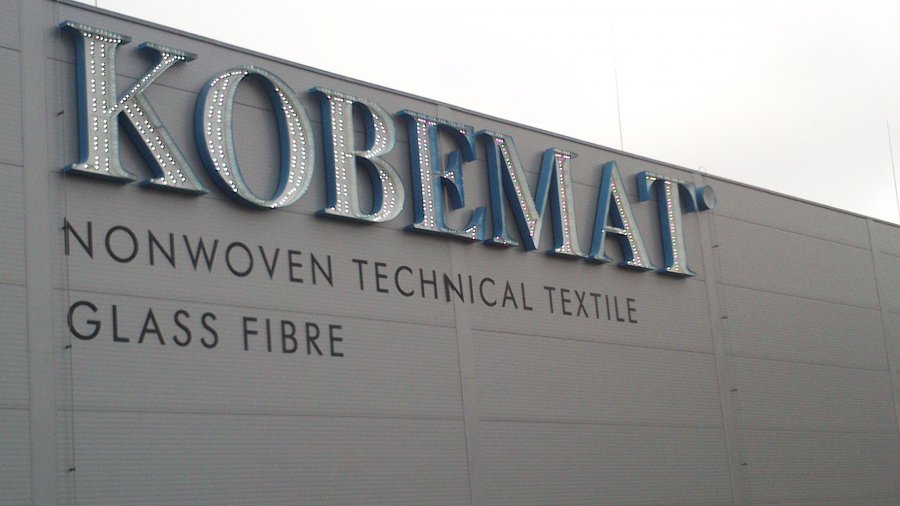 KOBEMAT
NONWOVEN TECHNICAL TEXTILE
GLASS FIBRE